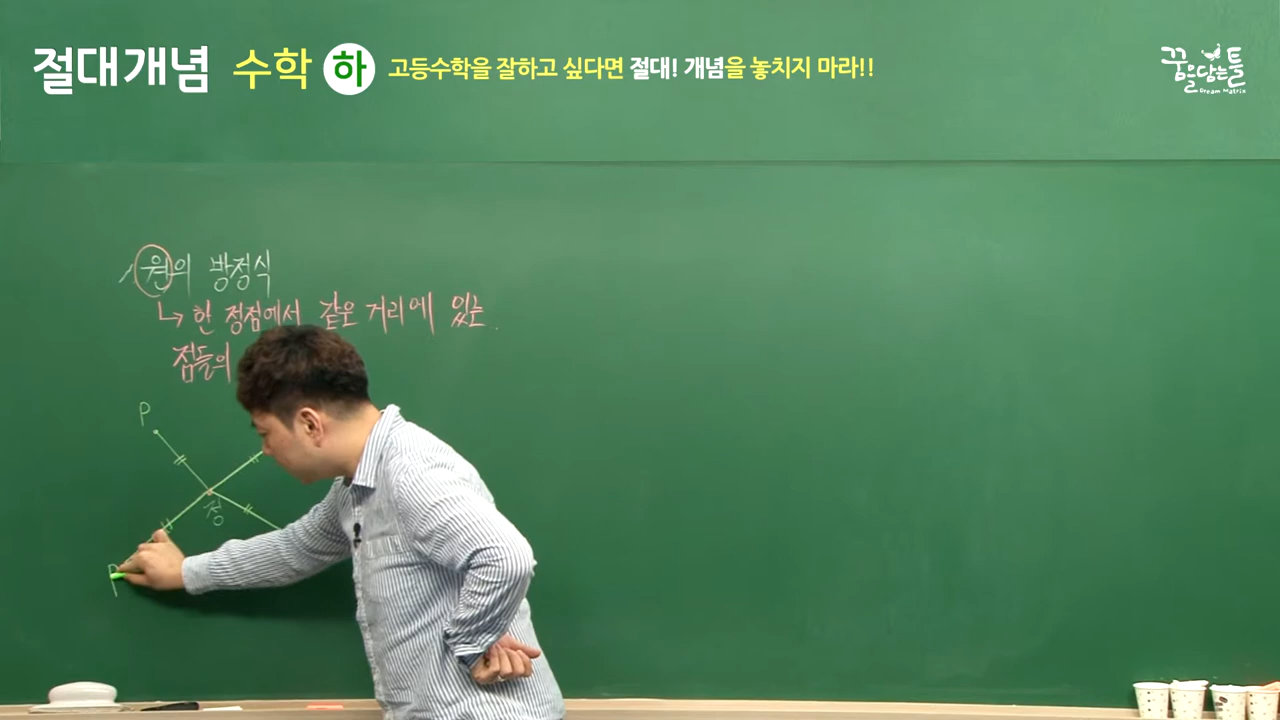 절대개념 수학 하 고등수학을 잘하고 싶다면 절대! 개념을 놓치지 마라!!
꿈을담는틀
Dream Matrix
원의 방정식
↳ 한 정점에서 같은 거리에 있는
점들의
P
정
P